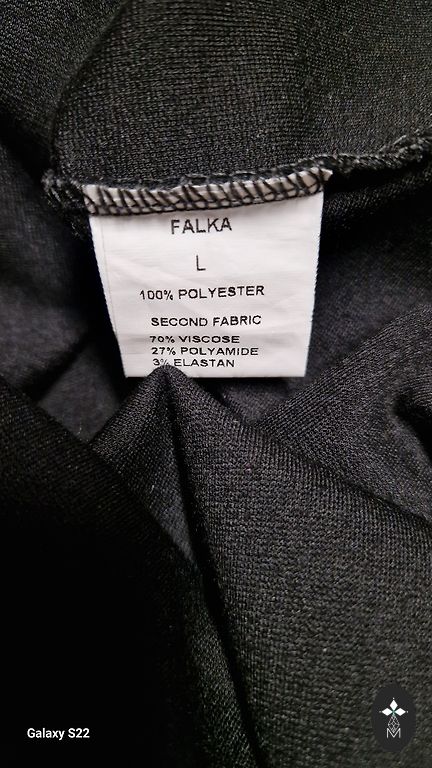 FALKA
L
100% POLYESTER
SECOND FABRIC
70% VISCOSE
27% POLYAMIDE
3% ELASTAN
Galaxy S22
M